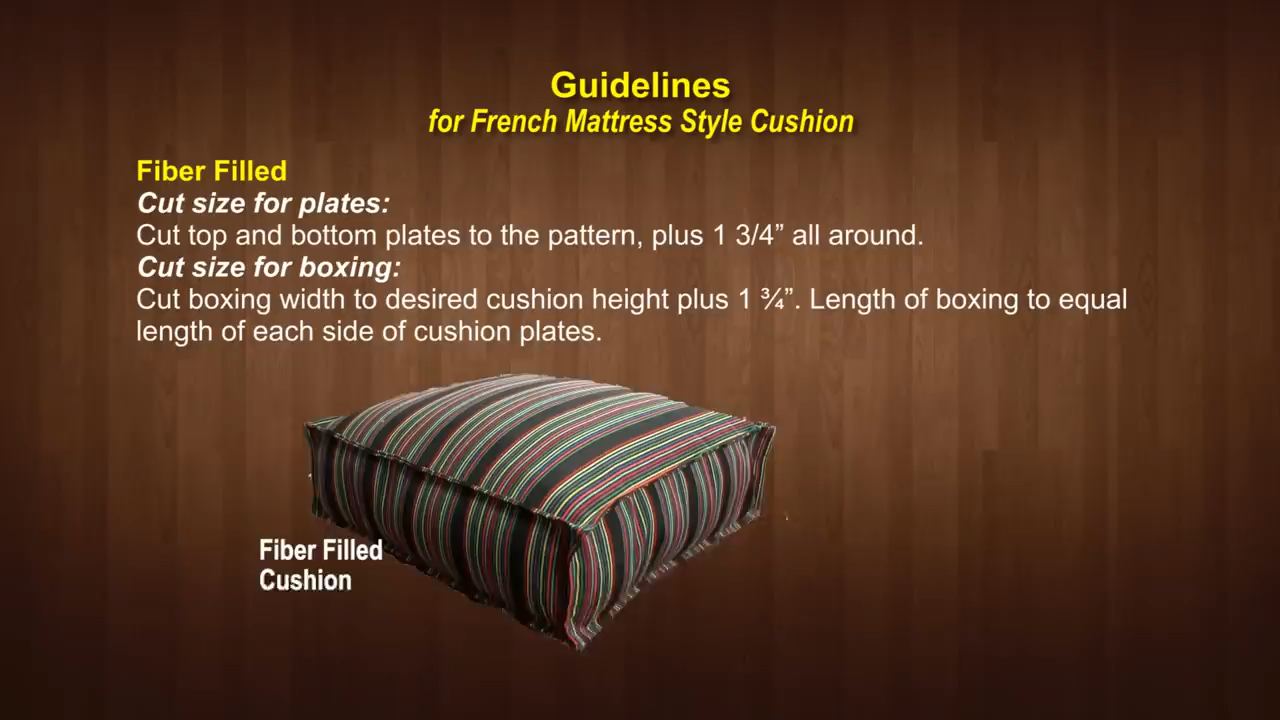 Guidelines
for French Mattress Style Cushion
Fiber Filled
Cut size for plates:
Cut top and bottom plates to the pattern, plus 1 3/4” all around.
Cut size for boxing:
Cut boxing width to desired cushion height plus 1 ¾”. Length of boxing to equal
length of each side of cushion plates.
Fiber Filled
Cushion